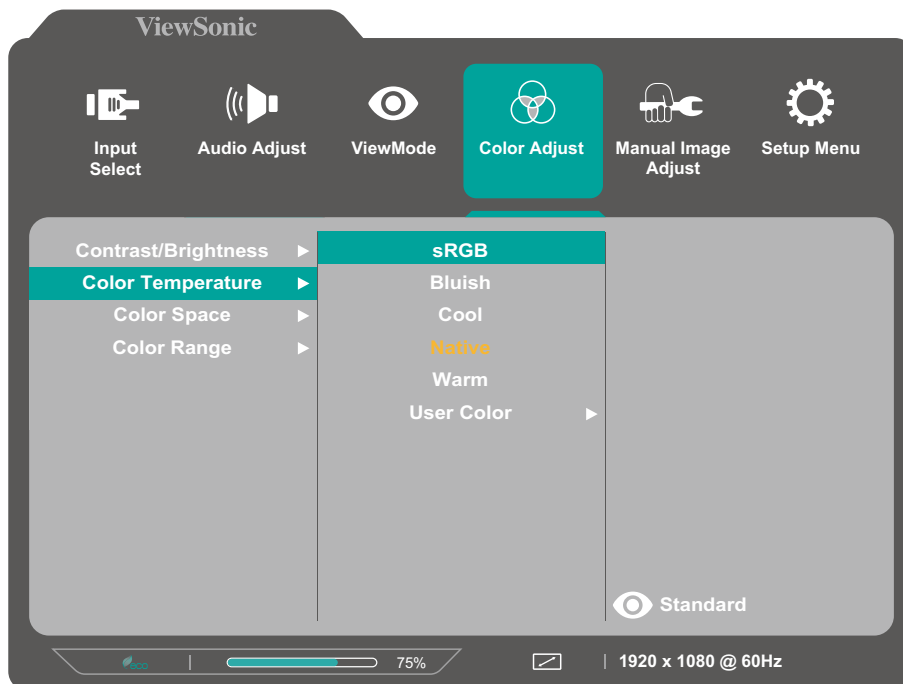 ViewSonic
Input
Select
Audio Adjust
ViewMode
Color Adjust
Manual Image
Adjust
Setup Menu
Contrast/Brightness
Color Temperature
Color Space
Color Range
sRGB
Bluish
Cool
Native
Warm
User Color
Standard
eco
75%
1920 x 1080 @ 60Hz